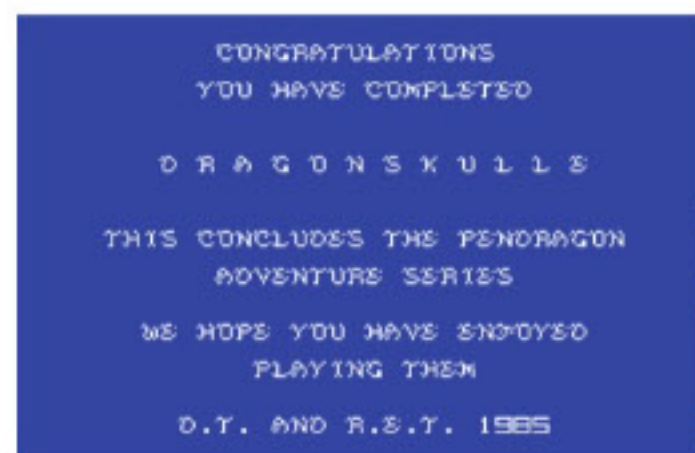 CONGRATULATIONS
YOU HAVE COMPLETED
D R A G O N S K U L L E
THIS CONCLUDES THE PENDRAGON
ADVENTURE SERIES
WE HOPE YOU HAVE ENJOYED
PLAYING THEM
D.T. AND R.E.T. 1985